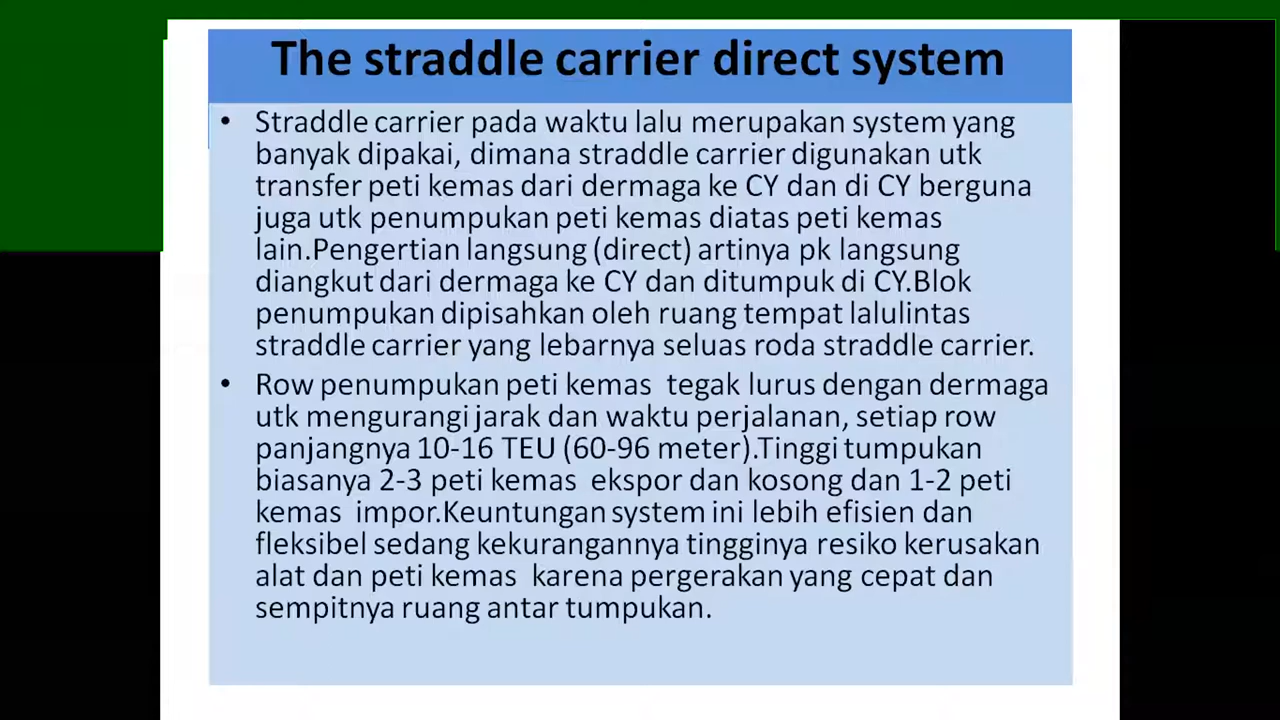 The straddle carrier direct system
• Straddle carrier pada waktu lalu merupakan system yang
banyak dipakai, dimana straddle carrier digunakan utk
transfer peti kemas dari dermaga ke CY dan di CY berguna
juga utk penumpukan peti kemas diatas peti kemas
lain.Pengertian langsung (direct) artinya pk langsung
diangkut dari dermaga ke CY dan ditumpuk di CY.Blok
penumpukan dipisahkan oleh ruang tempat lalulintas
straddle carrier yang lebarnya seluas roda straddle carrier.
• Row penumpukan peti kemas tegak lurus dengan dermaga
utk mengurangi jarak dan waktu perjalanan, setiap row
panjangnya 10-16 TEU (60-96 meter).Tinggi tumpukan
biasanya 2-3 peti kemas ekspor dan kosong dan 1-2 peti
kemas impor.Keuntungan system ini lebih efisien dan
fleksibel sedang kekurangannya tingginya resiko kerusakan
alat dan peti kemas karena pergerakan yang cepat dan
sempitnya ruang antar tumpukan.